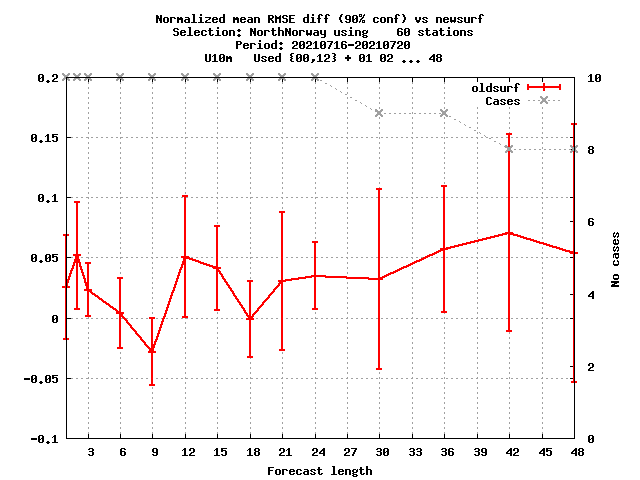 Normalized mean RMSE diff (90% conf) vs newsurf
Selection: NorthNorway using    60 stations
Period: 20210716-20210720
U10m   Used {00,12} + 01 02 ... 48
oldsurf
Cases
0.2
0.15
0.1
0.05
0
-0.05
-0.1
10
8
6
4
2
0
No cases
3 6 9 12 15 18 21 24 27 30 33 36 39 42 45 48
Forecast length